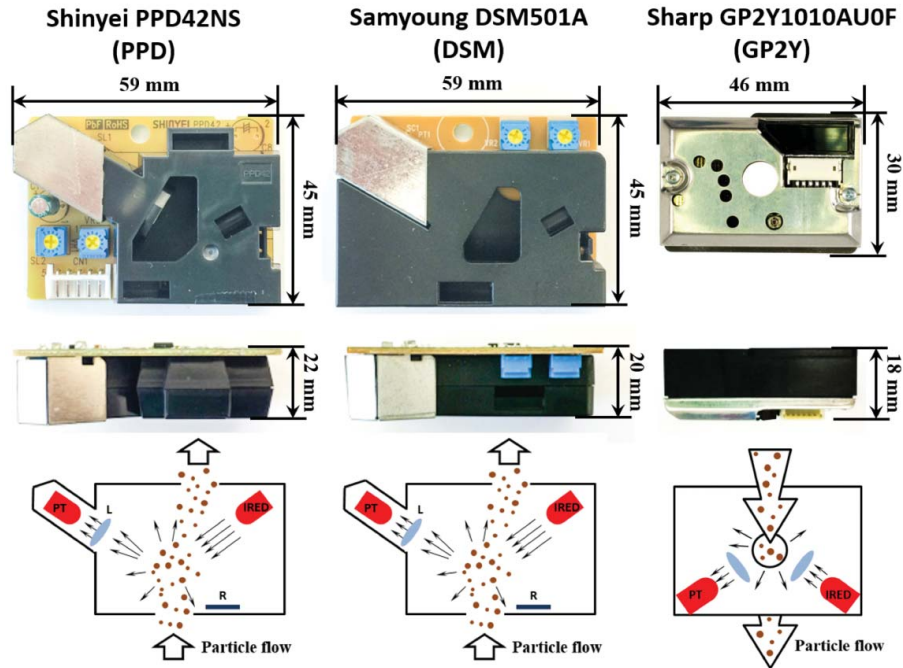 Shinyei PPD42NS
(PPD)
Samyoung DSM501A
(DSM)
Sharp GP2Y1010AU0F
(GP2Y)
59 mm
59 mm
46 mm
PbF RoHS SHINYEI PPD42
2
SL1
PPD42
SL2
CN1
45 mm
SC1
PT1
VR2
VR1
45 mm
30 mm
22 mm
20 mm
18 mm
PT
L
IRED
R
Particle flow
PT
L
IRED
R
Particle flow
PT
IRED
Particle flow